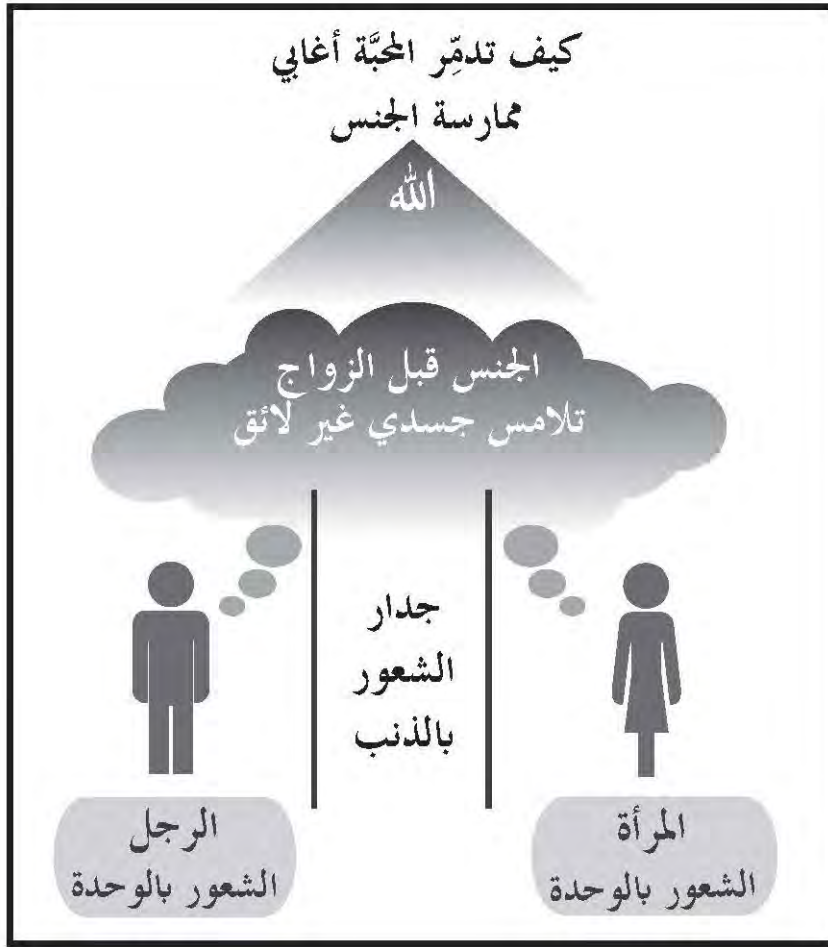 كيف تدمِّر المحبَّة أغابي
ممارسة الجنس
الله
الجنس قبل الزواج
تلامس جسدي غير لائق
جدار
الشعور
بالذنب
الرجل
الشعور بالوحدة
المرأة
الشعور بالوحدة